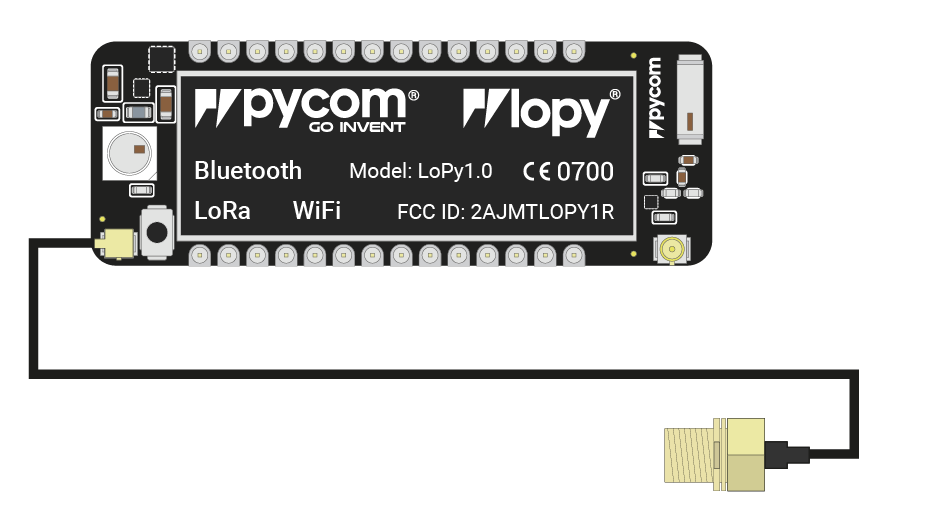 pycom®
GO INVENT
lopy®
pycom
Bluetooth Model: LoPy1.0 CE 0700
LoRa WiFi FCC ID: 2AJMTLOPY1R